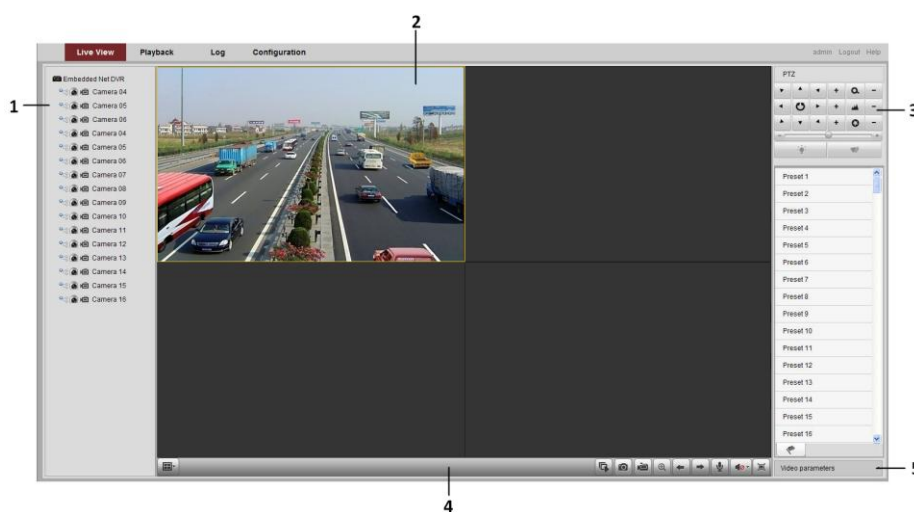 2
Live View Playback Log Configuration
admin Logout Help
1
Embedded Net DVR
Camera 04
Camera 05
Camera 06
Camera 04
Camera 05
Camera 06
Camera 07
Camera 08
Camera 09
Camera 10
Camera 11
Camera 12
Camera 13
Camera 14
Camera 15
Camera 16
PTZ
3
Preset 1
Preset 2
Preset 3
Preset 4
Preset 5
Preset 6
Preset 7
Preset 8
Preset 9
Preset 10
Preset 11
Preset 12
Preset 13
Preset 14
Preset 15
Preset 16
Video parameters
5
4